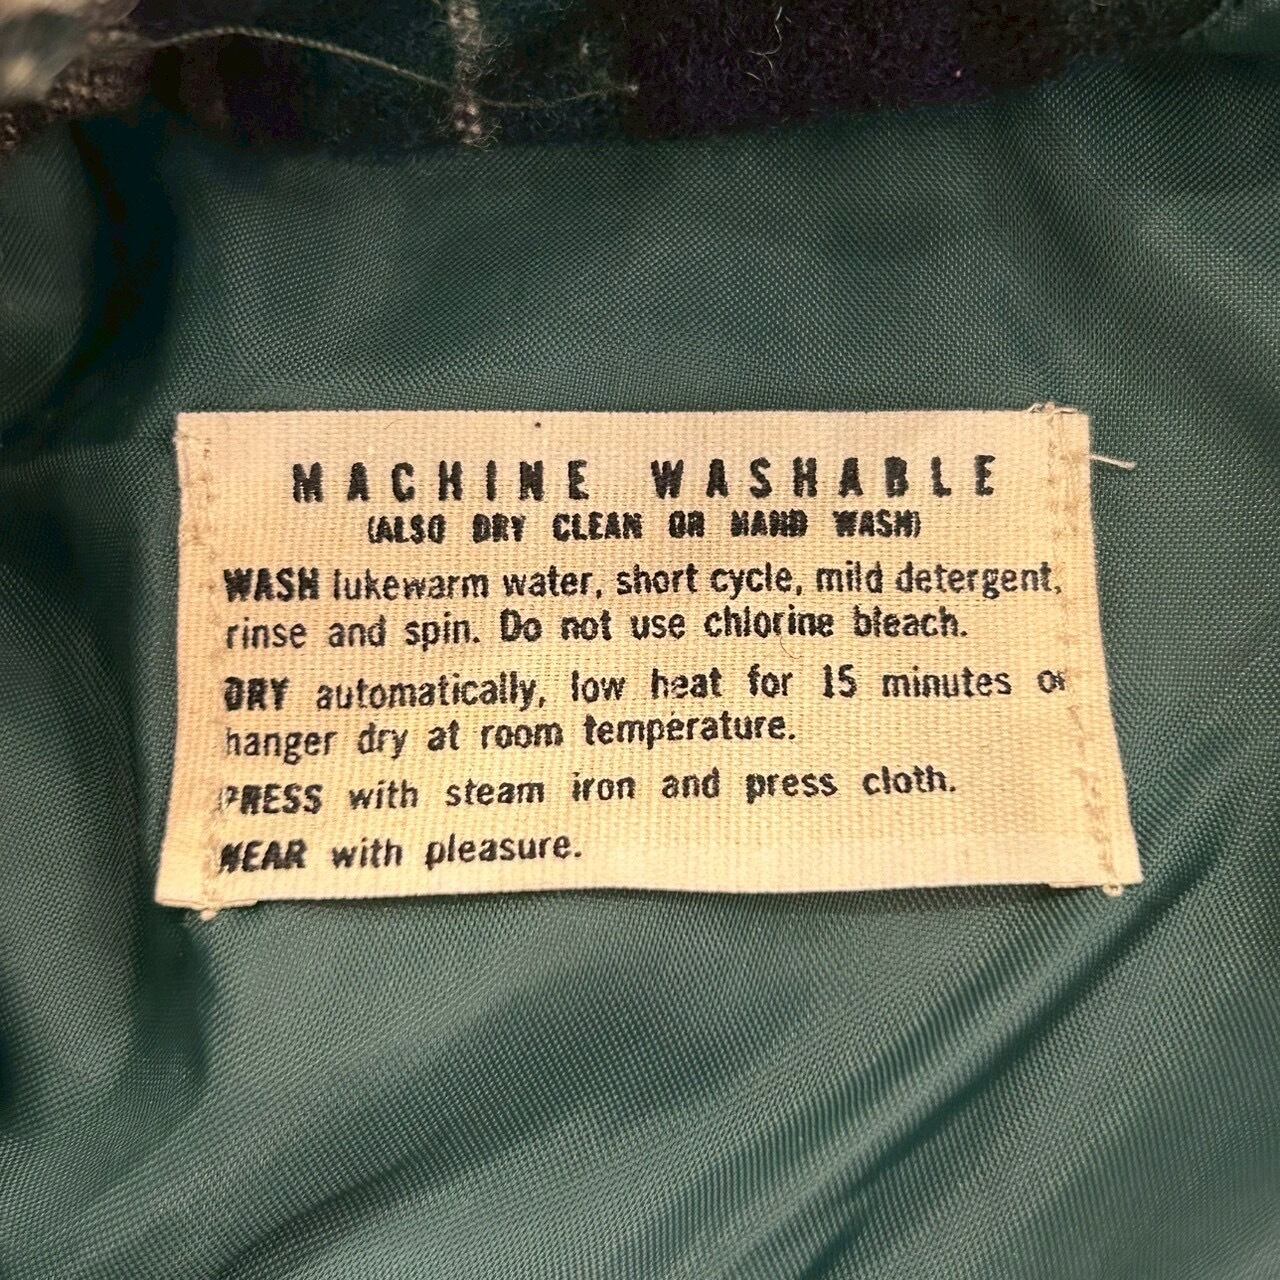 MACHINE WASHABLE
(ALSO DRY CLEAN OR HAND WASH)
WASH lukewarm water, short cycle, mild detergent,
rinse and spin. Do not use chlorine bleach.
DRY automatically, low heat for 15 minutes or
hanger dry at room temperature.
PRESS with steam iron and press cloth.
WEAR with pleasure.